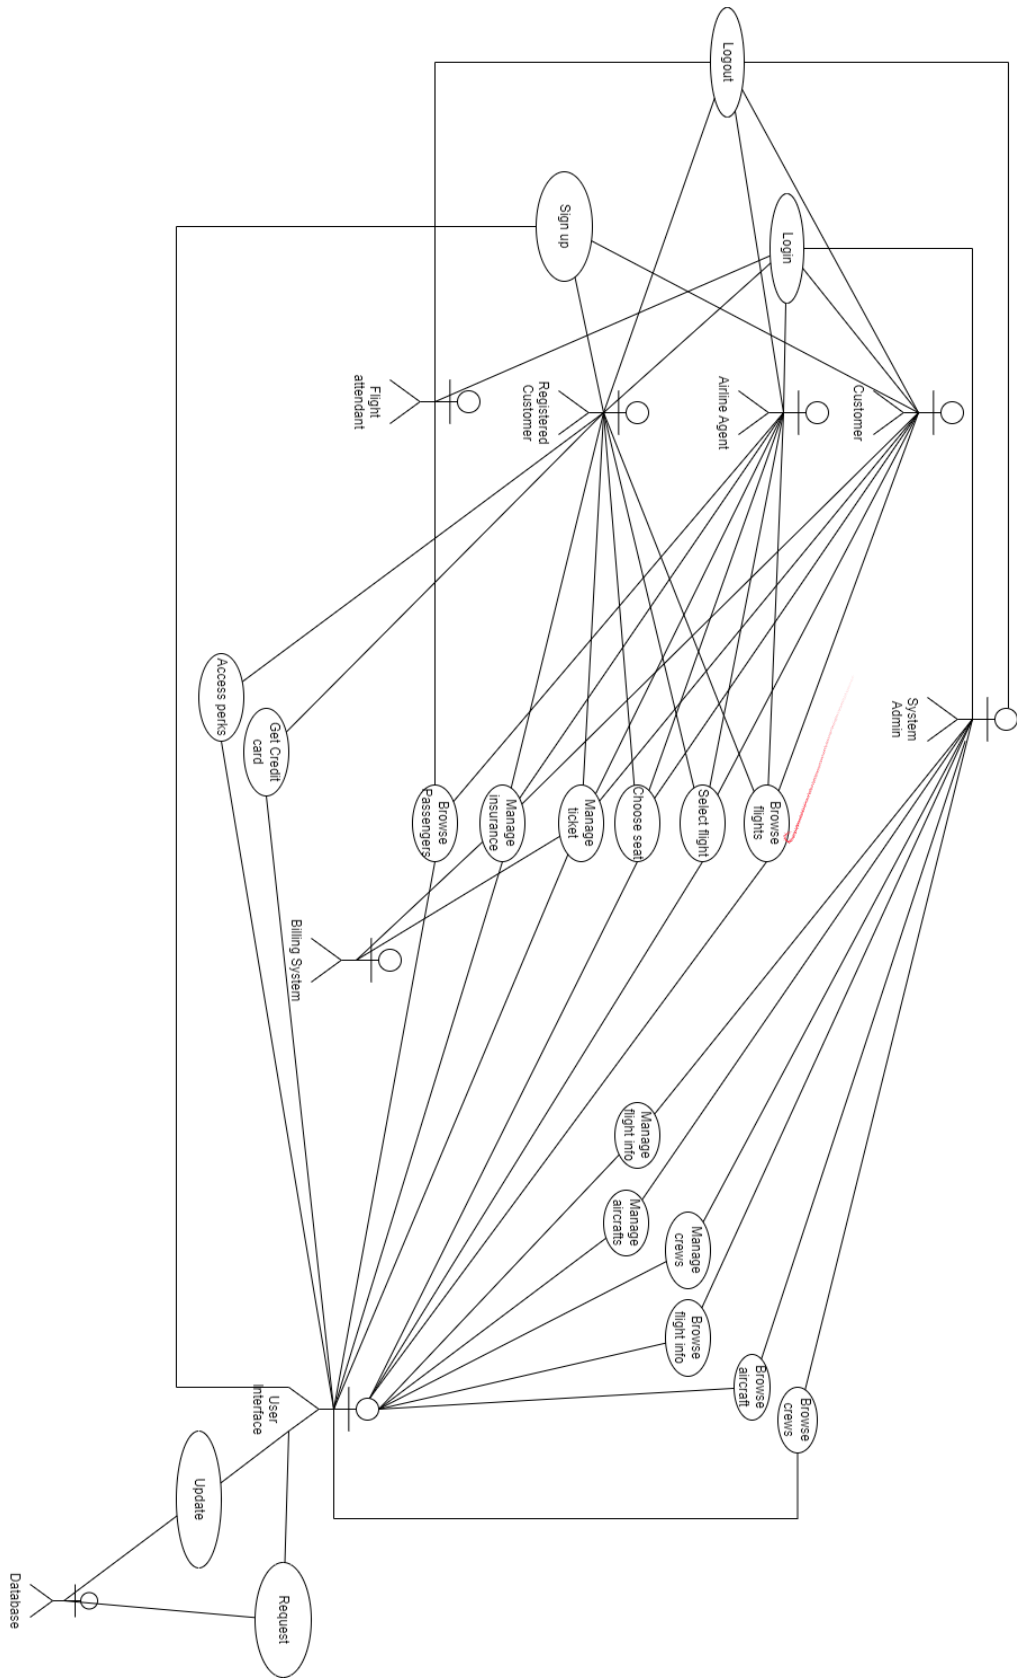 Logout
Sign up
Login
Flight
attendant
Registered
Customer
Airline Agent
Customer
System
Admin
Access perks
Get Credit
card
Browse
Passengers
Manage
insurance
Manage
ticket
Choose seat
Select flight
Browse
flights
Billing System
Manage
flight info
Manage
aircrafts
Manage
crews
Browse
flight info
Browse
aircraft
Browse
crews
User
Interface
Update
Request
Database